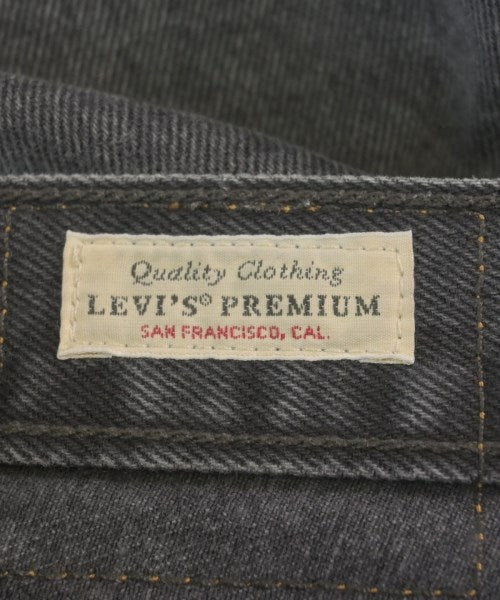 Quality Clothing
LEVI'S® PREMIUM
SAN FRANCISCO, CAL.